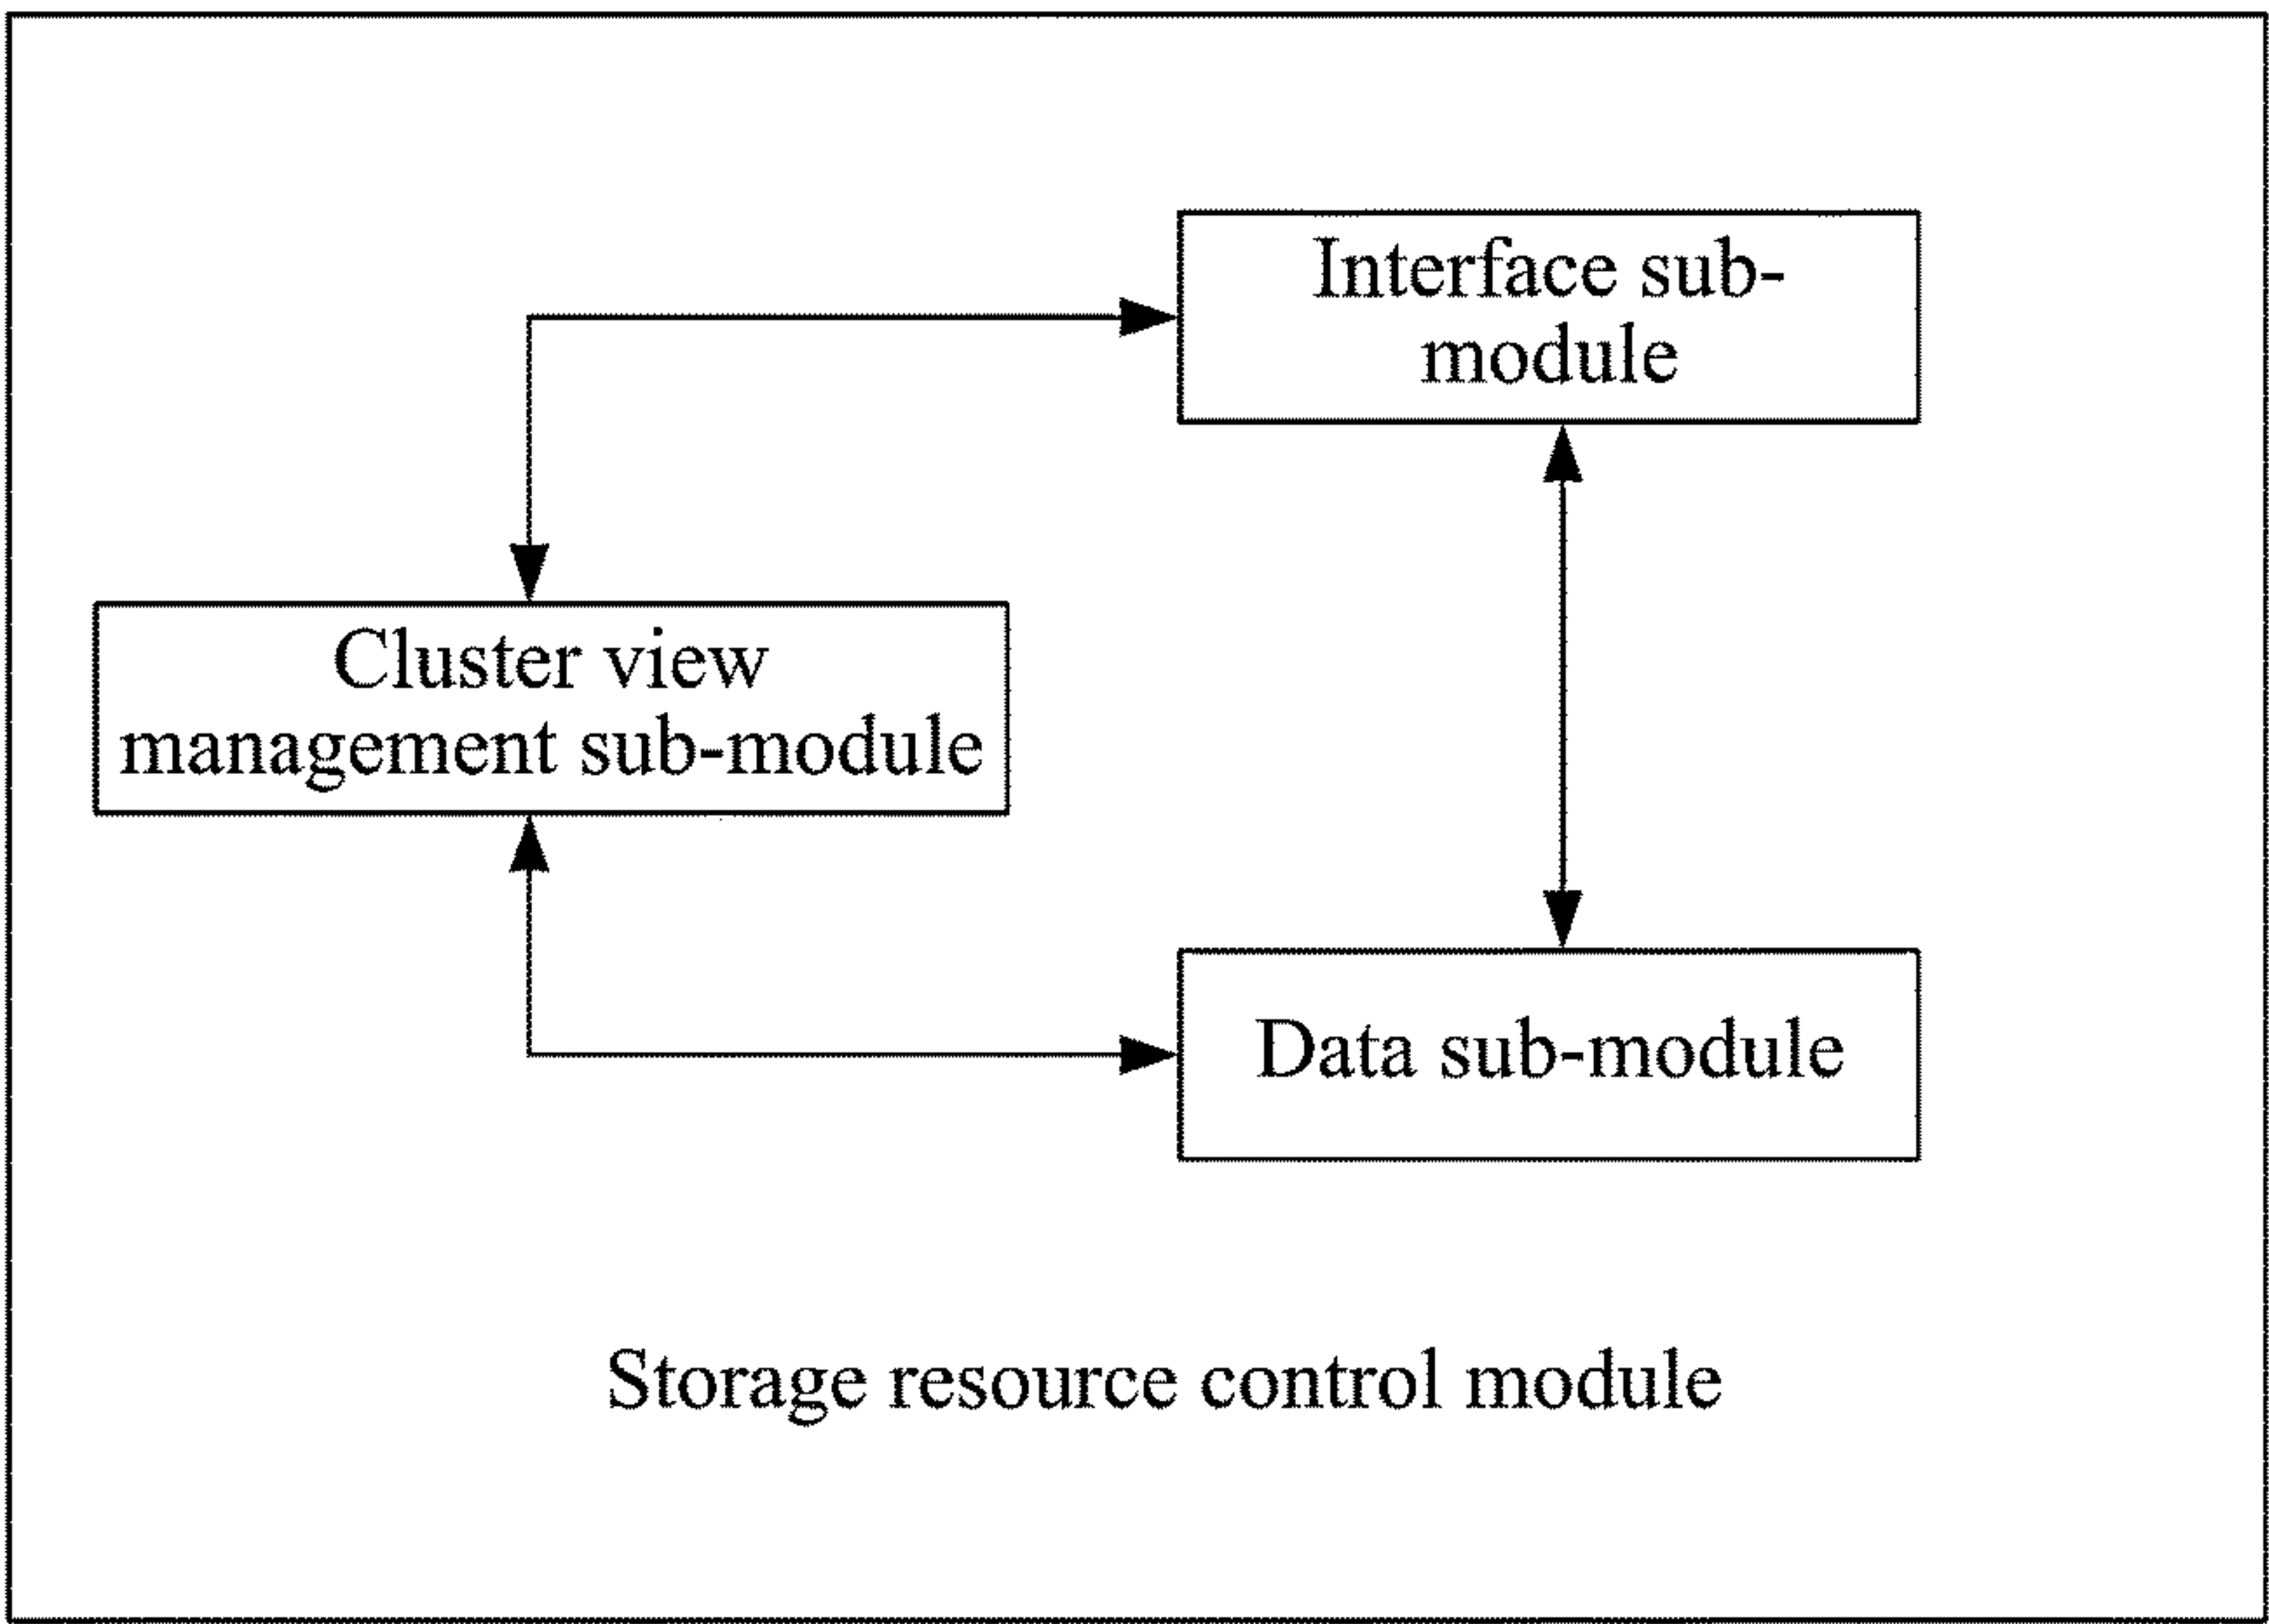 Interface sub-
module
Cluster view
management sub-module
Data sub-module
Storage resource control module